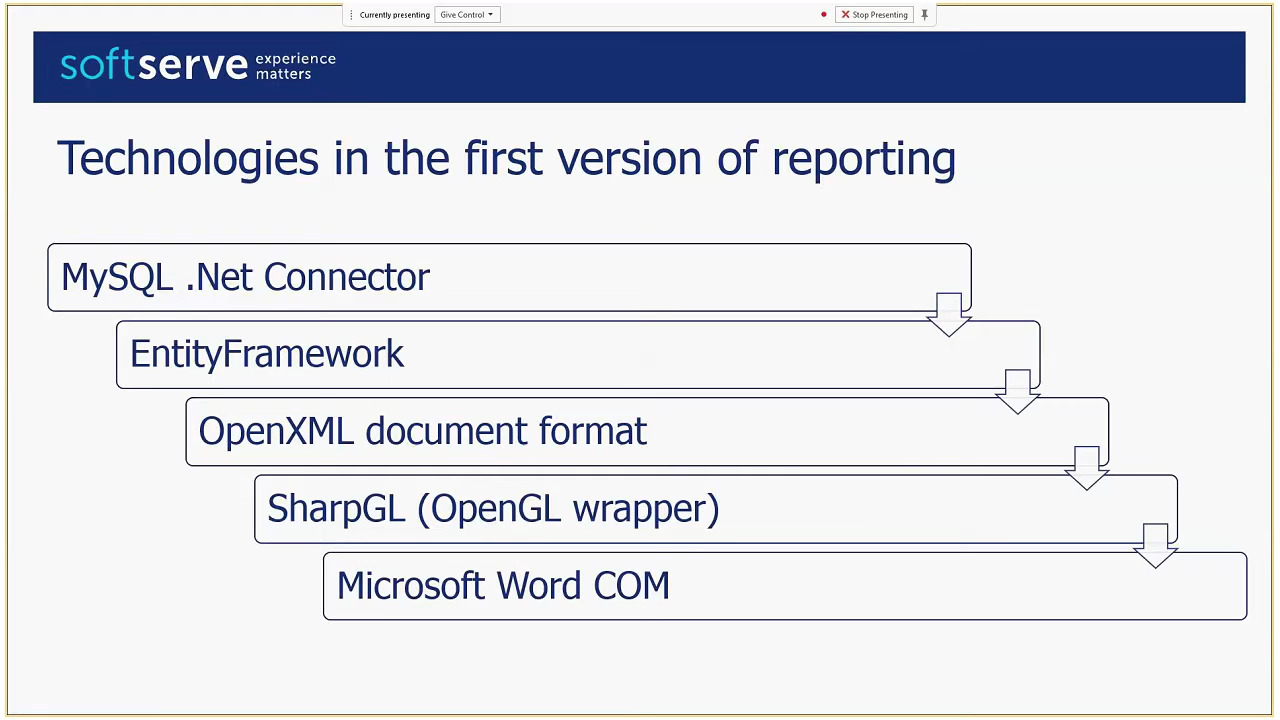 Currently presenting Give Control Stop Presenting
softserve experience matters
Technologies in the first version of reporting
MySQL .Net Connector
EntityFramework
OpenXML document format
SharpGL (OpenGL wrapper)
Microsoft Word COM